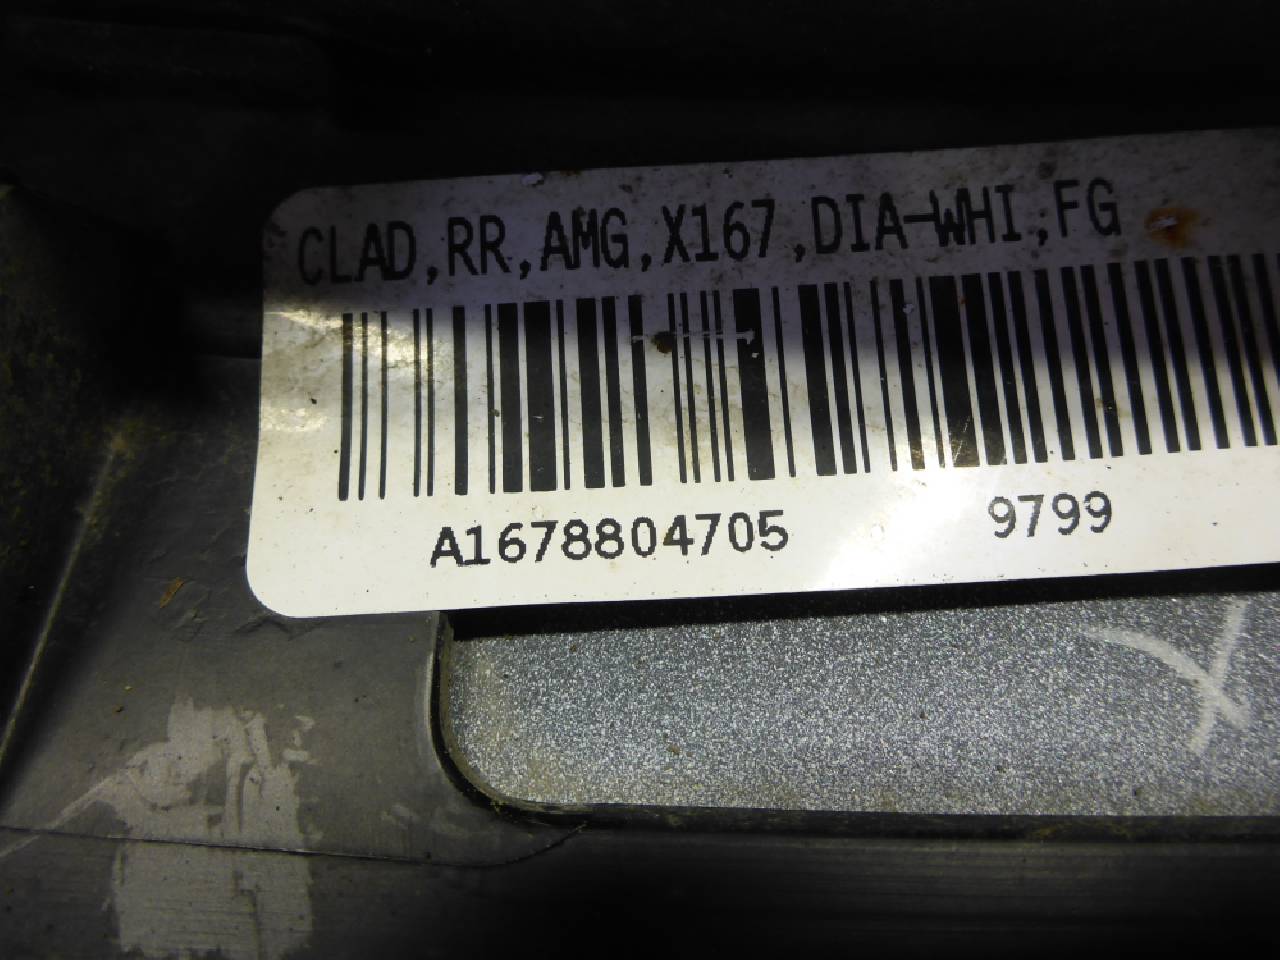 CLAD,RR,AMG,X167,DIA-WHI,FG
A1678804705 9799